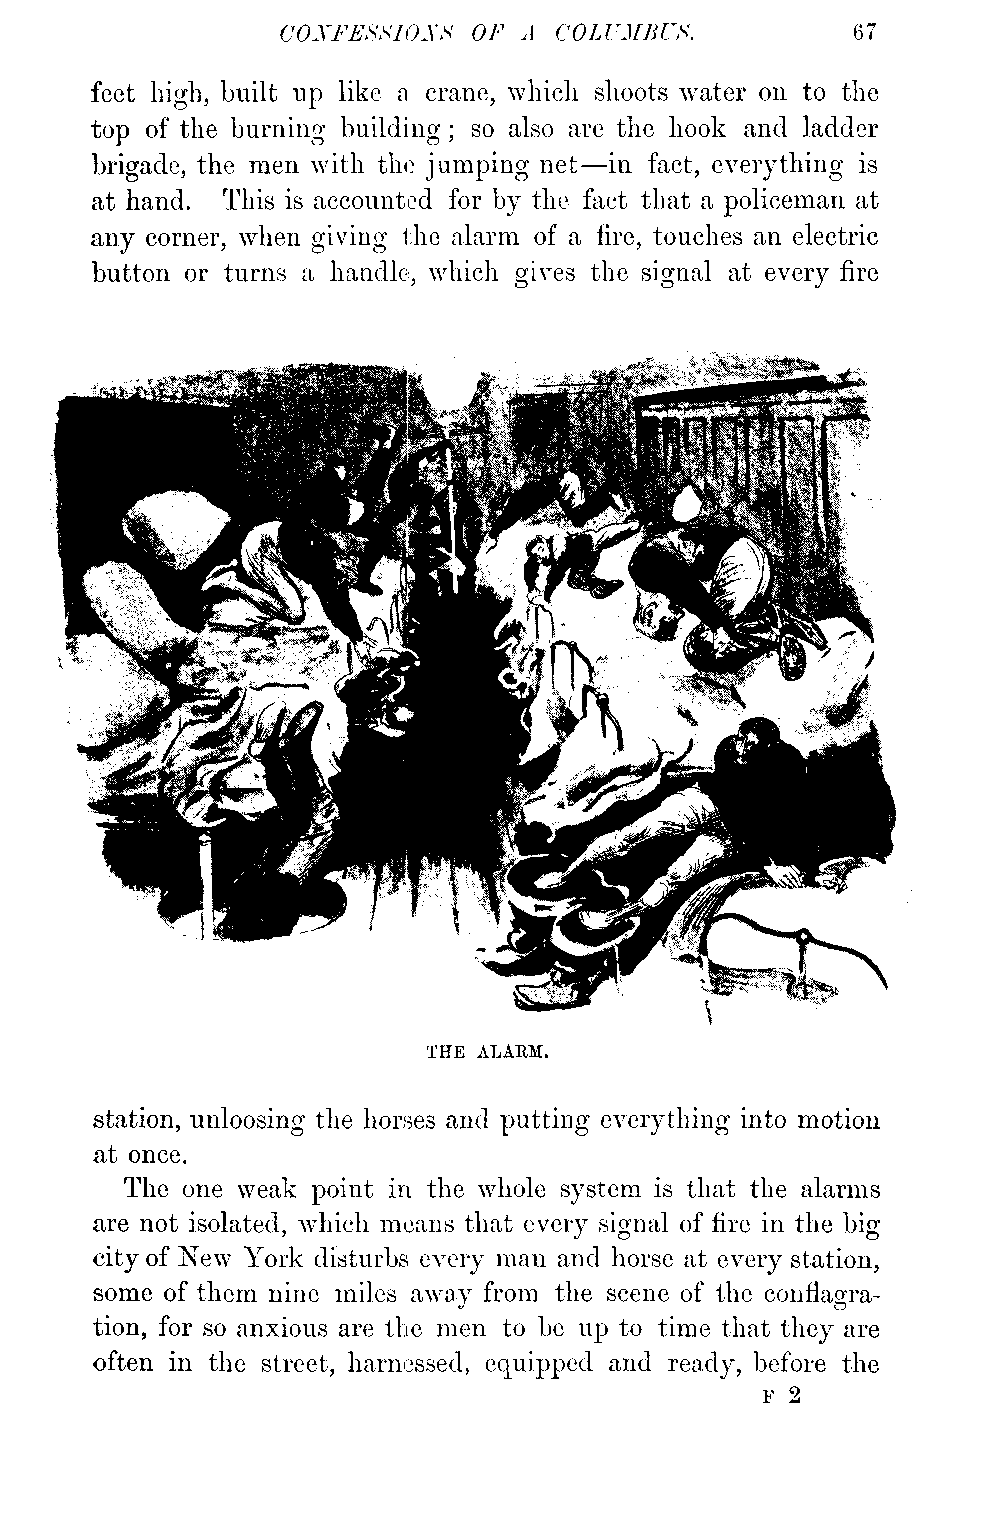 CONFESSIONS OF A COLUMBUS. 67
feet high, built up like a crane, which shoots water on to the
top of the burning building; so also are the hook and ladder
brigade, the men with the jumping net—in fact, everything is
at hand. This is accounted for by the fact that a policeman at
any corner, when giving the alarm of a fire, touches an electric
button or turns a handle, which gives the signal at every fire
THE ALARM.
station, unloosing the horses and putting everything into motion
at once.
The one weak point in the whole system is that the alarms
are not isolated, which means that every signal of fire in the big
city of New York disturbs every man and horse at every station,
some of them nine miles away from the scene of the conflagra-
tion, for so anxious are the men to be up to time that they are
often in the street, harnessed, equipped and ready, before the
F 2